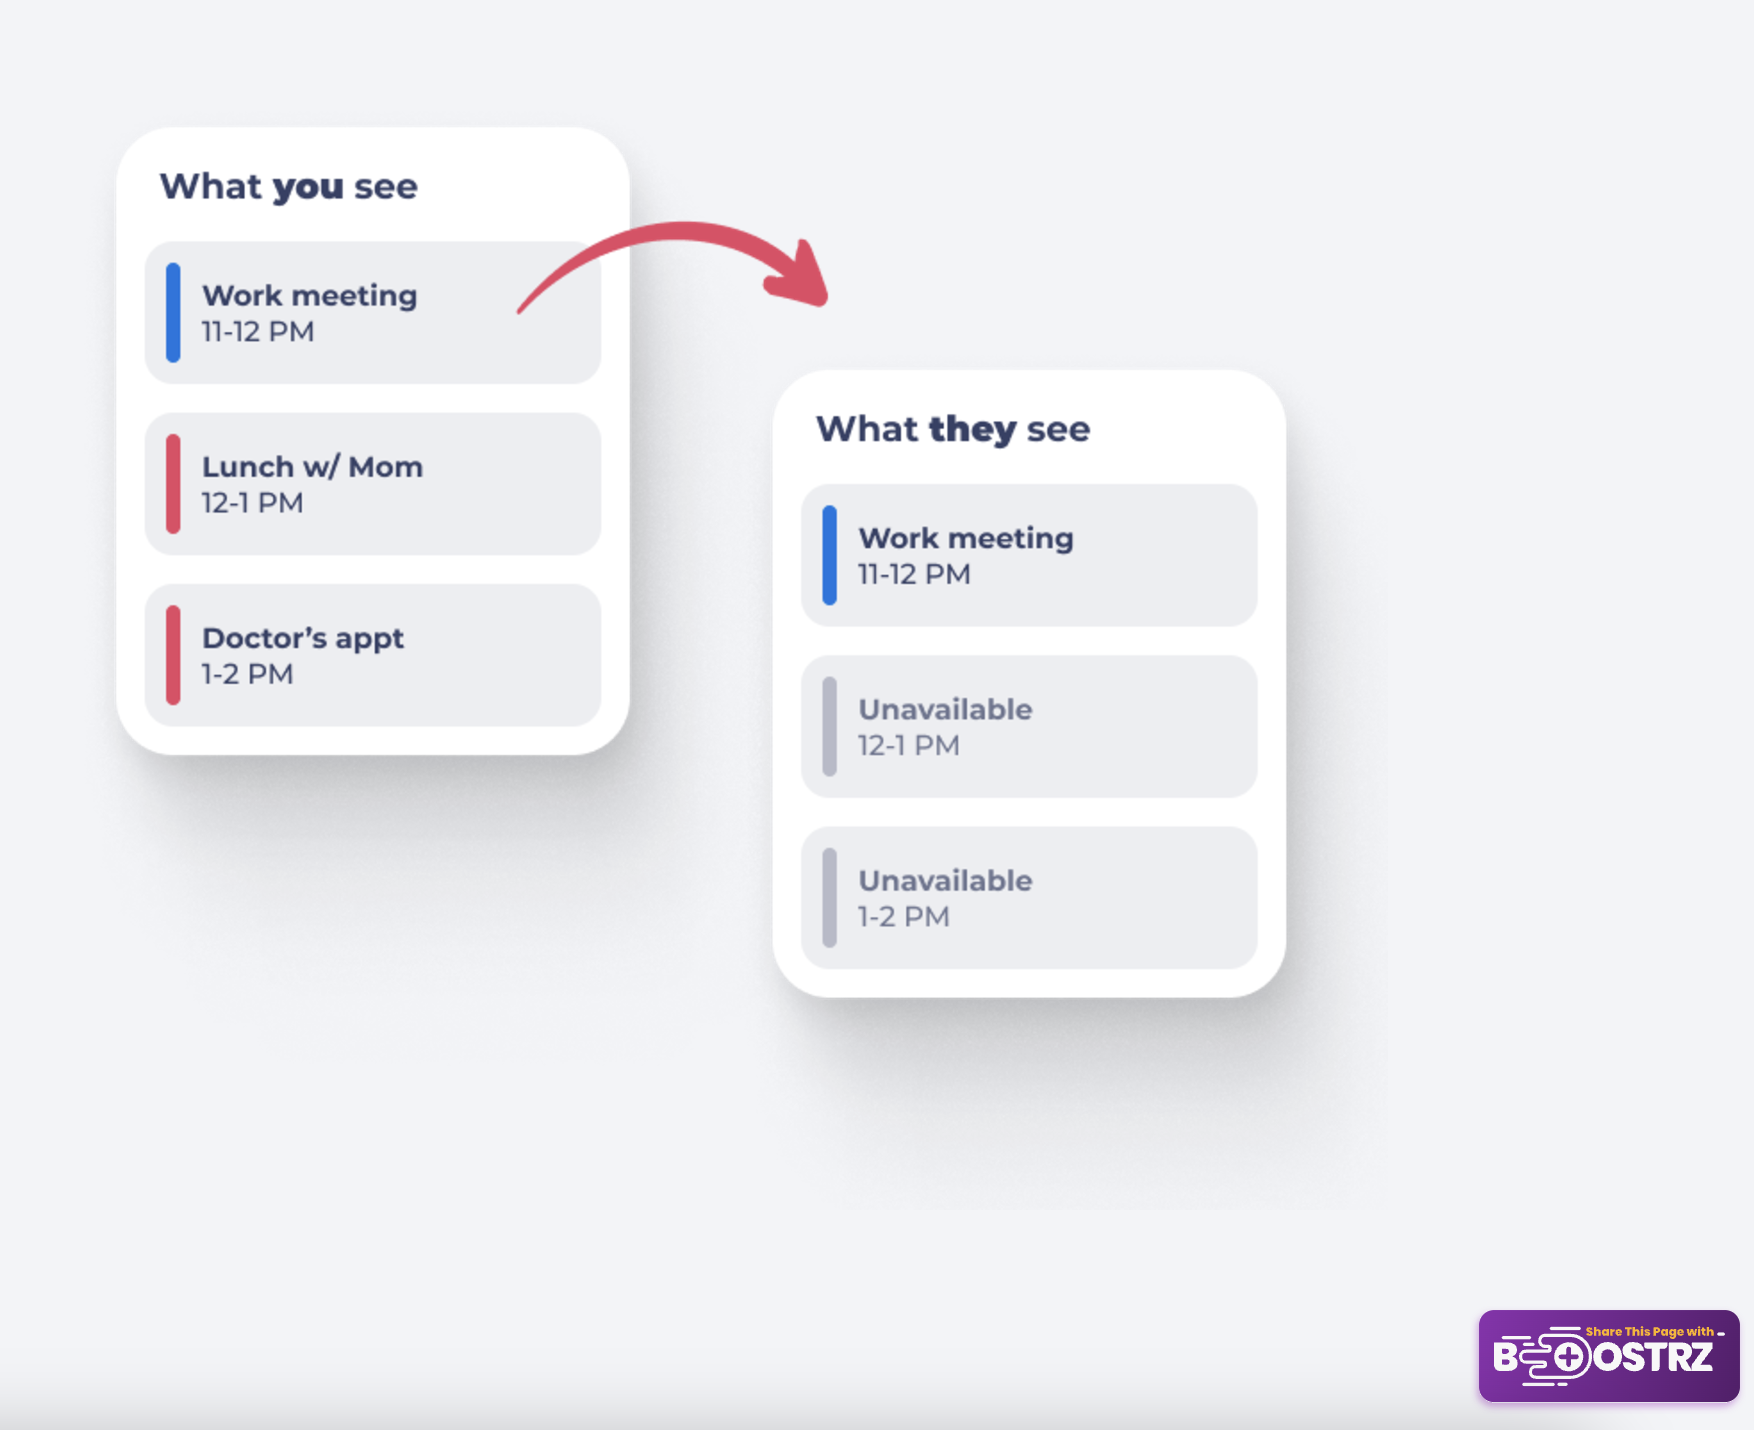 What you see
Work meeting
11-12 PM
Lunch w/ Mom
12-1 PM
Doctor’s appt
1-2 PM
What they see
Work meeting
11-12 PM
Unavailable
12-1 PM
Unavailable
1-2 PM
Share This Page with
BOOSTRZ